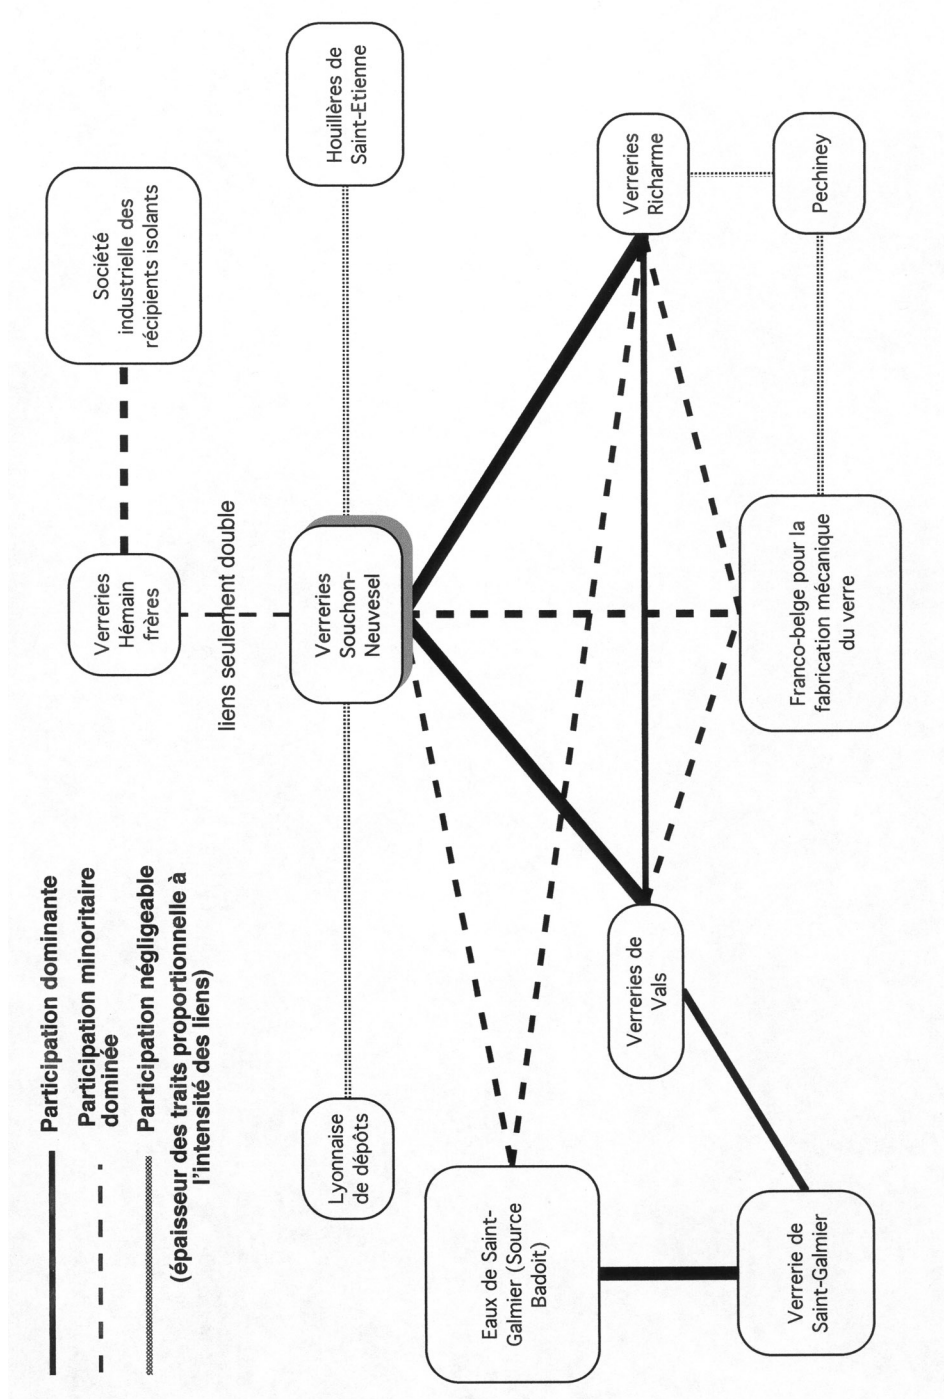 Participation dominante
Participation minoritaire
dominée
Participation négligeable
(épaisseur des traits proportionnelle à
l'intensité des liens)
Verreries
Hémain
frères
Société
industrielle des
récipients isolants
liens seulement double
Lyonnaise
de dépôts
Verreries
Souchon-
Neuvesel
Houillères de
Saint-Etienne
Eaux de Saint-
Galmier (Source
Badoit)
Verreries de
Vals
Verreries
Richarme
Verrerie de
Saint-Galmier
Franco-belge pour la
fabrication mécanique
du verre
Pechiney